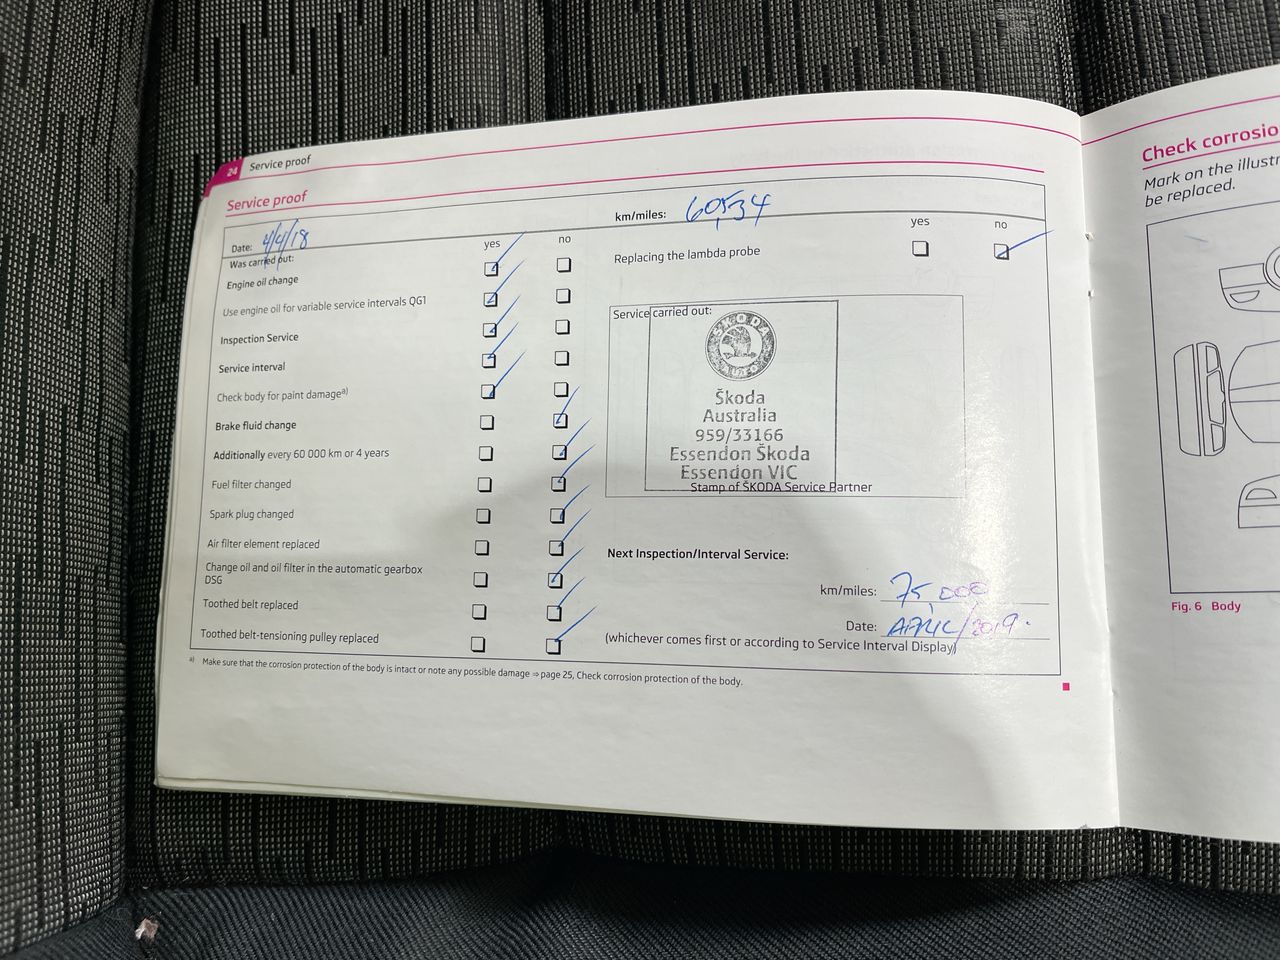 24 Service proof
Service proof
Date: 4/4/18
km/miles: 60,534
Was carried out:
yes no
Engine oil change
Use engine oil for variable service intervals QG1
Inspection Service
Service interval
Check body for paint damage a)
Brake fluid change
Additionally every 60 000 km or 4 years
Fuel filter changed
Spark plug changed
Air filter element replaced
Change oil and oil filter in the automatic gearbox
DSG
Toothed belt replaced
Toothed belt-tensioning pulley replaced
yes no
Replacing the lambda probe
Service carried out:
ŠKODA
AUTO
Škoda
Australia
959/33166
Essendon Škoda
Essendon VIC
Stamp of ŠKODA Service Partner
Next Inspection/Interval Service:
km/miles: 75,000
Date: APRIL/2019.
(whichever comes first or according to Service Interval Display)
a) Make sure that the corrosion protection of the body is intact or note any possible damage ⇒ page 25, Check corrosion protection of the body.
Check corrosio
Mark on the illustr
be replaced.
Fig. 6 Body